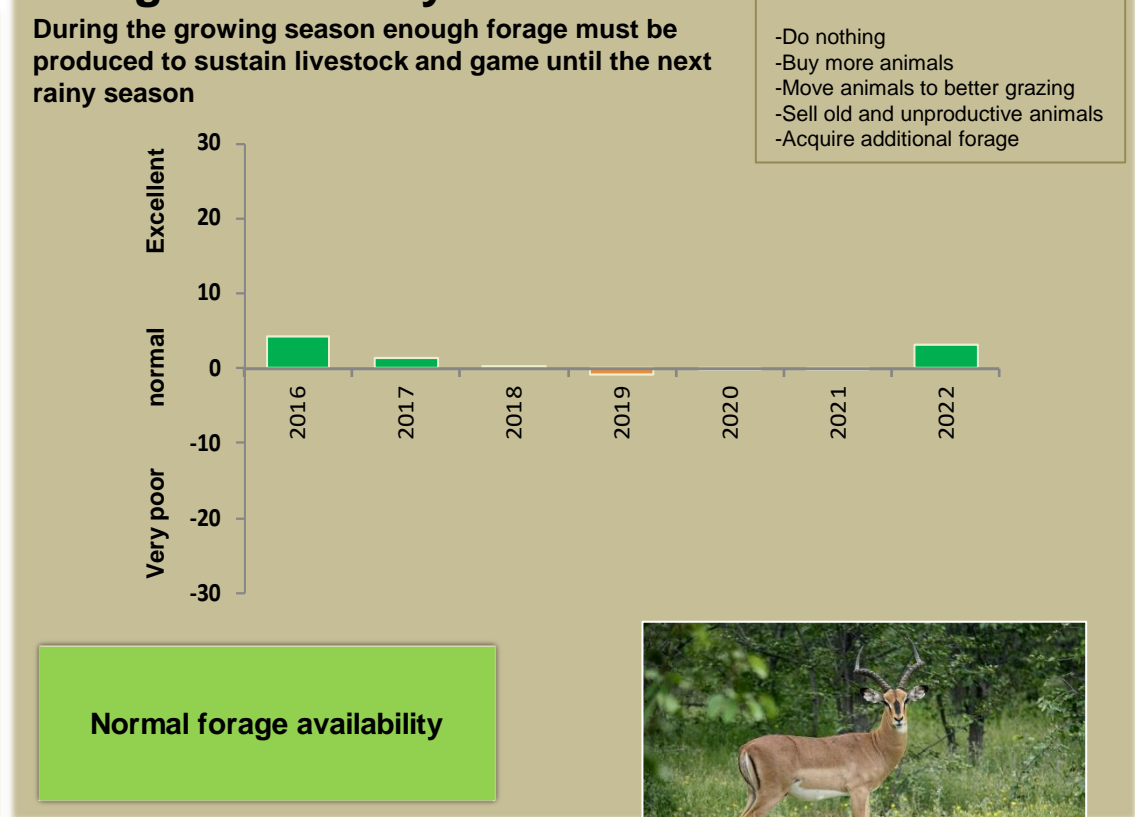 During the growing season enough forage must be
produced to sustain livestock and game until the next
rainy season
-Do nothing
-Buy more animals
-Move animals to better grazing
-Sell old and unproductive animals
-Acquire additional forage
Excellent
normal
Very poor
30
20
10
0
-10
-20
-30
2016
2017
2018
2019
2020
2021
2022
Normal forage availability